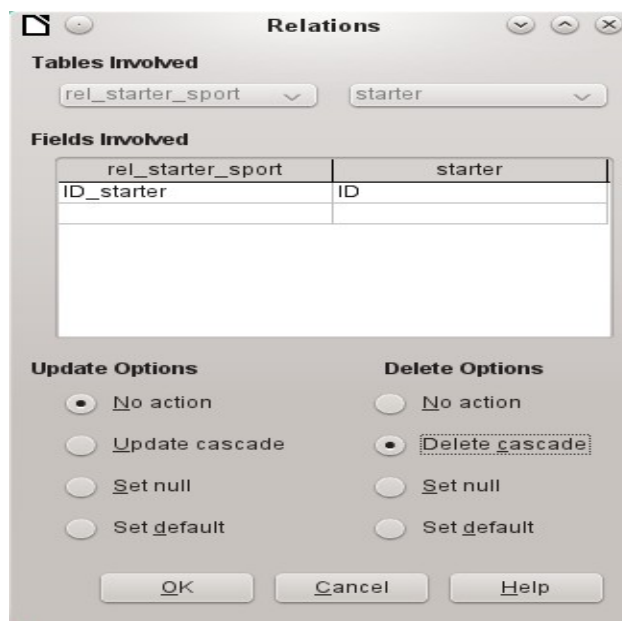 Relations
Tables Involved
rel_starter_sport starter
Fields Involved
rel_starter_sport starter
ID_starter ID
Update Options Delete Options
No action No action
Update cascade Delete cascade
Set null Set null
Set default Set default
OK Cancel Help